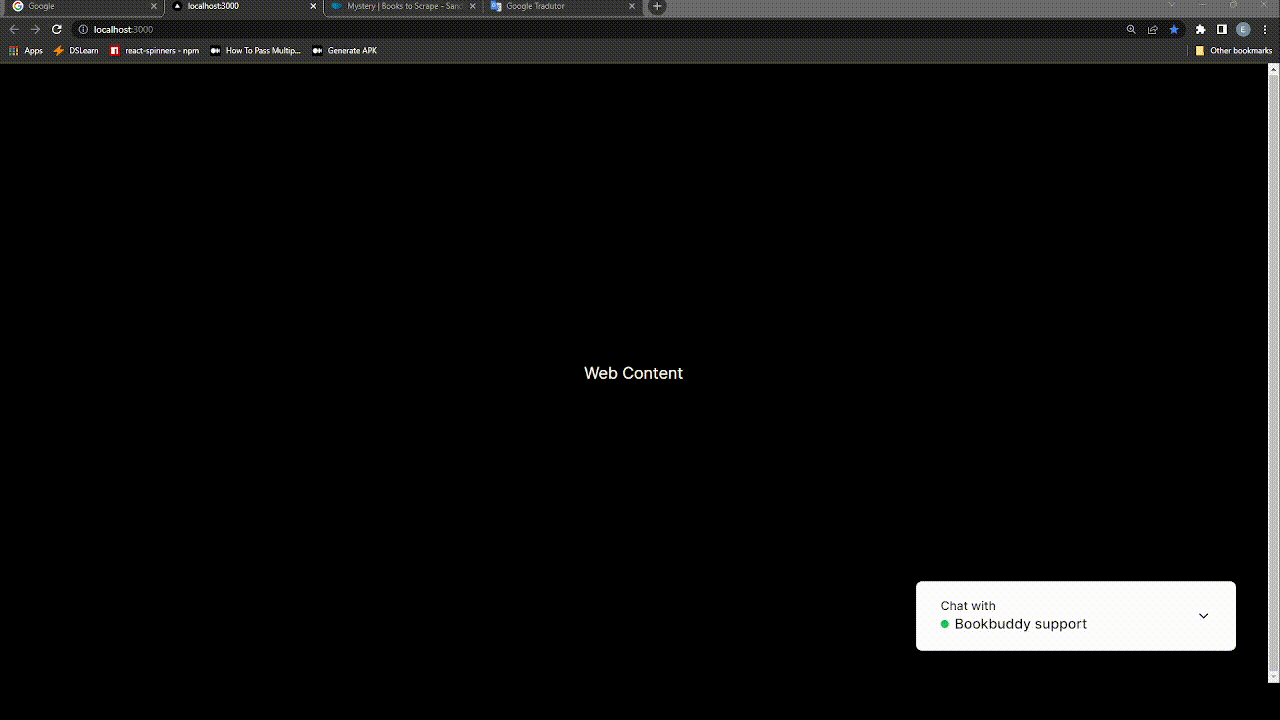 Google
localhost:3000
Mystery | Books to Scrape - San
Google Tradutor
localhost:3000
E
Apps
DSLearn
react-spinners - npm
How To Pass Multip...
Generate APK
Other bookmarks
Web Content
Chat with
Bookbuddy support